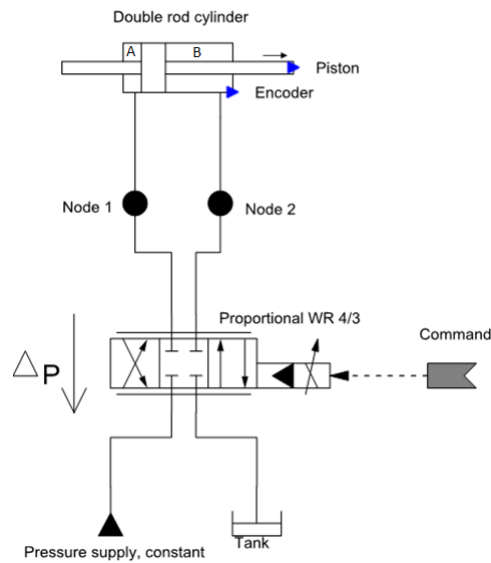 Double rod cylinder
A
B
Piston
Encoder
Node 1
Node 2
Proportional WR 4/3
Command
△P
Tank
Pressure supply, constant